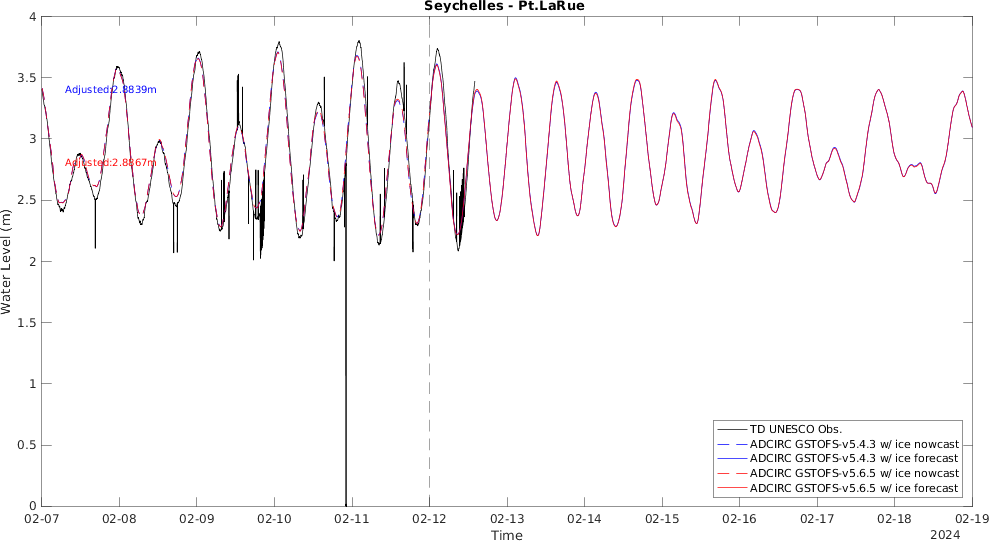 Seychelles - Pt.LaRue
4
3.5
3
2.5
2
1.5
1
0.5
0
Water Level (m)
Adjusted:2.8839m
Adjusted:2.8867m
TD UNESCO Obs.
ADCIRC GSTOFS-v5.4.3 w/ ice nowcast
ADCIRC GSTOFS-v5.4.3 w/ ice forecast
ADCIRC GSTOFS-v5.6.5 w/ ice nowcast
ADCIRC GSTOFS-v5.6.5 w/ ice forecast
02-07 02-08 02-09 02-10 02-11 02-12 02-13 02-14 02-15 02-16 02-17 02-18 02-19
Time
2024